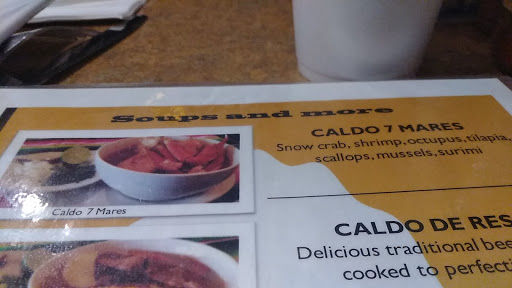 Soups and more
CALDO 7 MARES
Snow crab, shrimp, octupus, tilapia,
scallops, mussels, surimi
Caldo 7 Mares
CALDO DE RES
Delicious traditional bee
cooked to perfecti